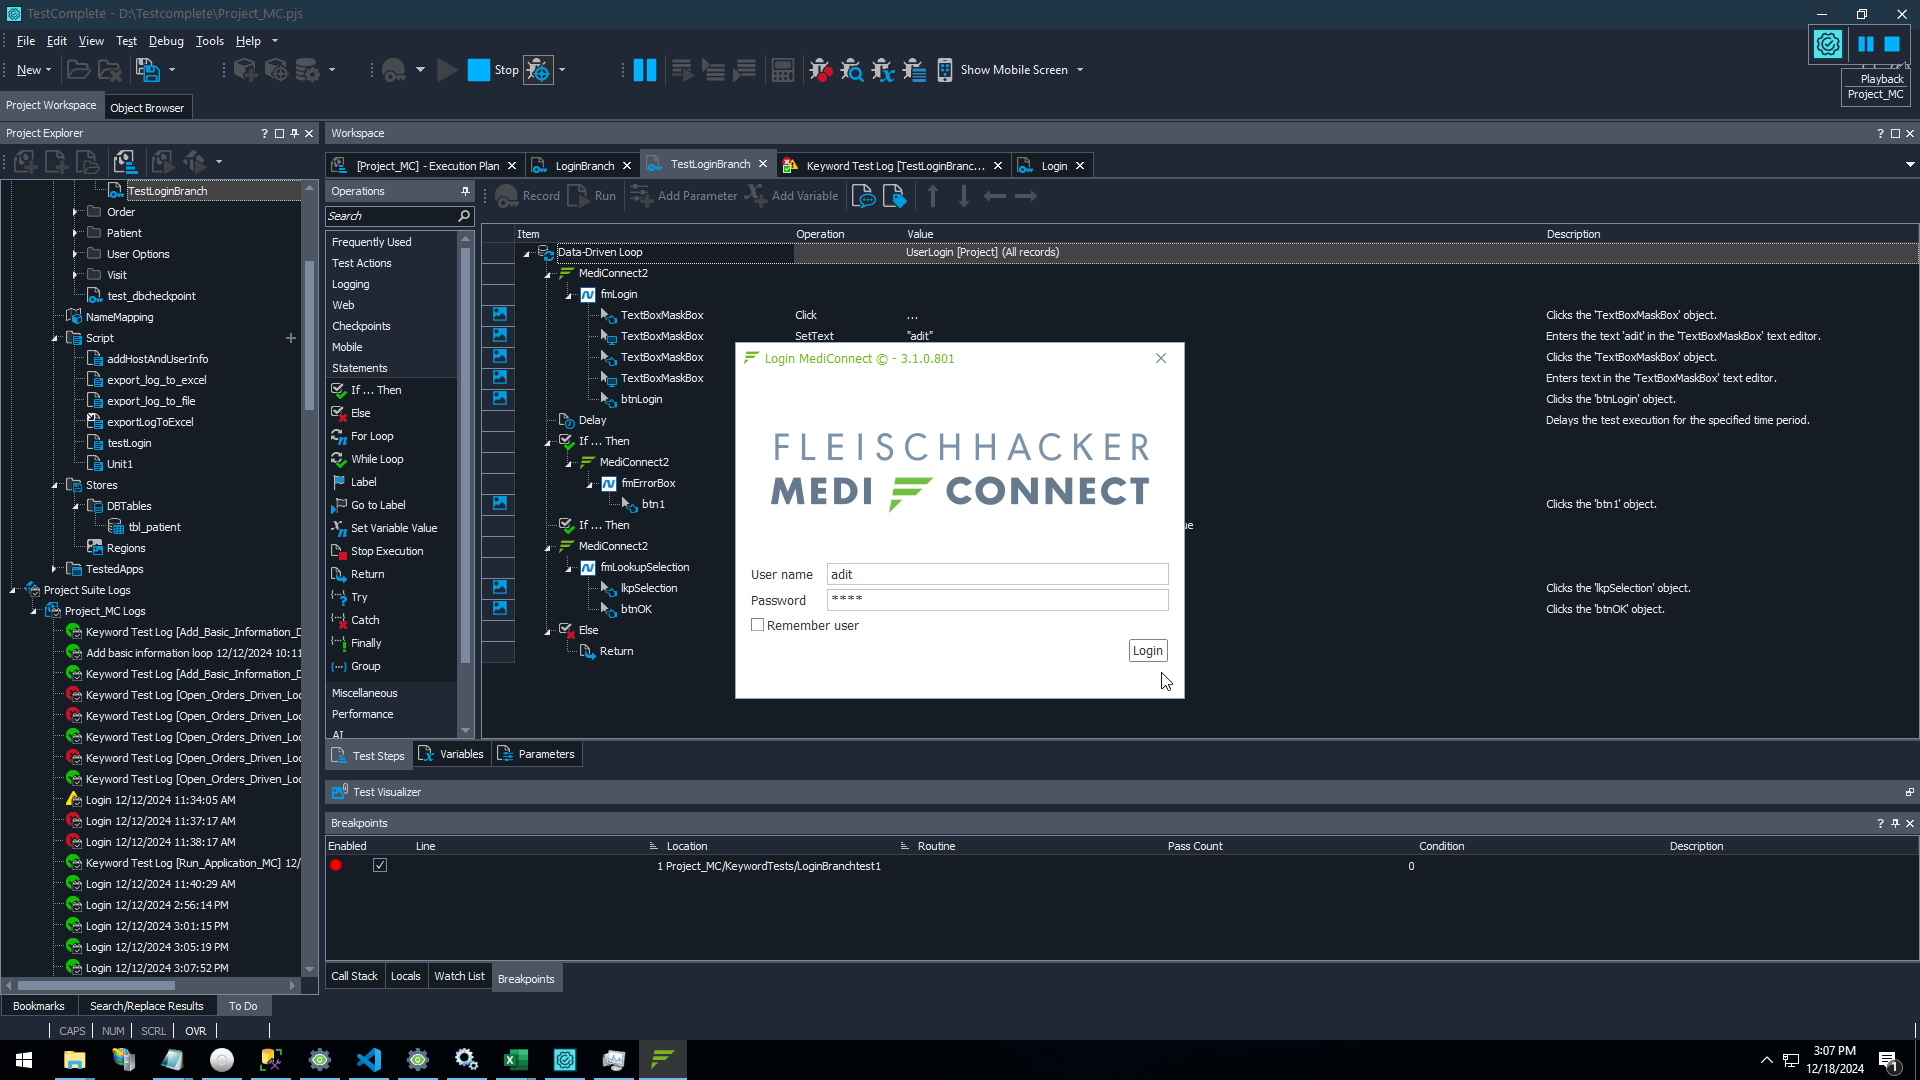 TestComplete - D:\Testcomplete\Project_MC.pjs
File Edit View Test Debug Tools Help
New Stop Show Mobile Screen
Playback
Project_MC
Project Workspace Object Browser
Project Explorer
Workspace
[Project_MC] - Execution Plan LoginBranch TestLoginBranch Keyword Test Log [TestLoginBranc... Login
Operations
Record Run Add Parameter Add Variable
Search
Frequently Used
Test Actions
Logging
Web
Checkpoints
Mobile
Statements
If ... Then
Else
For Loop
While Loop
Label
Go to Label
Set Variable Value
Stop Execution
Return
Try
Catch
Finally
Group
Miscellaneous
Performance
AI
TestLoginBranch
Order
Patient
User Options
Visit
test_dbcheckpoint
NameMapping
Script
addHostAndUserInfo
export_log_to_excel
export_log_to_file
exportLogToExcel
testLogin
Unit1
Stores
DBTables
tbl_patient
Regions
TestedApps
Project Suite Logs
Project_MC Logs
Keyword Test Log [Add_Basic_Information_D
Add basic information loop 12/12/2024 10:11
Keyword Test Log [Add_Basic_Information_D
Keyword Test Log [Open_Orders_Driven_Loo
Keyword Test Log [Open_Orders_Driven_Loo
Keyword Test Log [Open_Orders_Driven_Loo
Keyword Test Log [Open_Orders_Driven_Loo
Keyword Test Log [Open_Orders_Driven_Loo
Login 12/12/2024 11:34:05 AM
Login 12/12/2024 11:37:17 AM
Login 12/12/2024 11:38:17 AM
Keyword Test Log [Run_Application_MC] 12/
Login 12/12/2024 11:40:29 AM
Login 12/12/2024 2:56:14 PM
Login 12/12/2024 3:01:15 PM
Login 12/12/2024 3:05:19 PM
Login 12/12/2024 3:07:52 PM
Item Operation Value Description
Data-Driven Loop UserLogin [Project] (All records)
MediConnect2
fmLogin
TextBoxMaskBox Click ... Clicks the 'TextBoxMaskBox' object.
TextBoxMaskBox SetText "adit" Enters the text 'adit' in the 'TextBoxMaskBox' text editor.
TextBoxMaskBox Clicks the 'TextBoxMaskBox' object.
TextBoxMaskBox Enters text in the 'TextBoxMaskBox' text editor.
btnLogin Clicks the 'btnLogin' object.
Delay Delays the test execution for the specified time period.
If ... Then
MediConnect2
fmErrorBox
btn1 Clicks the 'btn1' object.
If ... Then ue
MediConnect2
fmLookupSelection
lkpSelection Clicks the 'lkpSelection' object.
btnOK Clicks the 'btnOK' object.
Else
Return
Login MediConnect © - 3.1.0.801
FLEISCHHACKER
MEDI CONNECT
User name adit
Password ****
Remember user
Login
Test Steps Variables Parameters
Test Visualizer
Breakpoints
Enabled Line Location Routine Pass Count Condition Description
1 Project_MC/KeywordTests/LoginBranchtest1 0
Call Stack Locals Watch List Breakpoints
Bookmarks Search/Replace Results To Do
CAPS NUM SCRL OVR
3:07 PM
12/18/2024
1